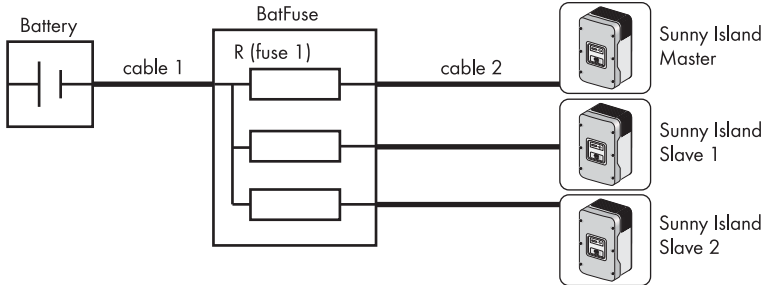 BatFuse
Battery
R (fuse 1)
cable 1
cable 2
Sunny Island
Master
Sunny Island
Slave 1
Sunny Island
Slave 2